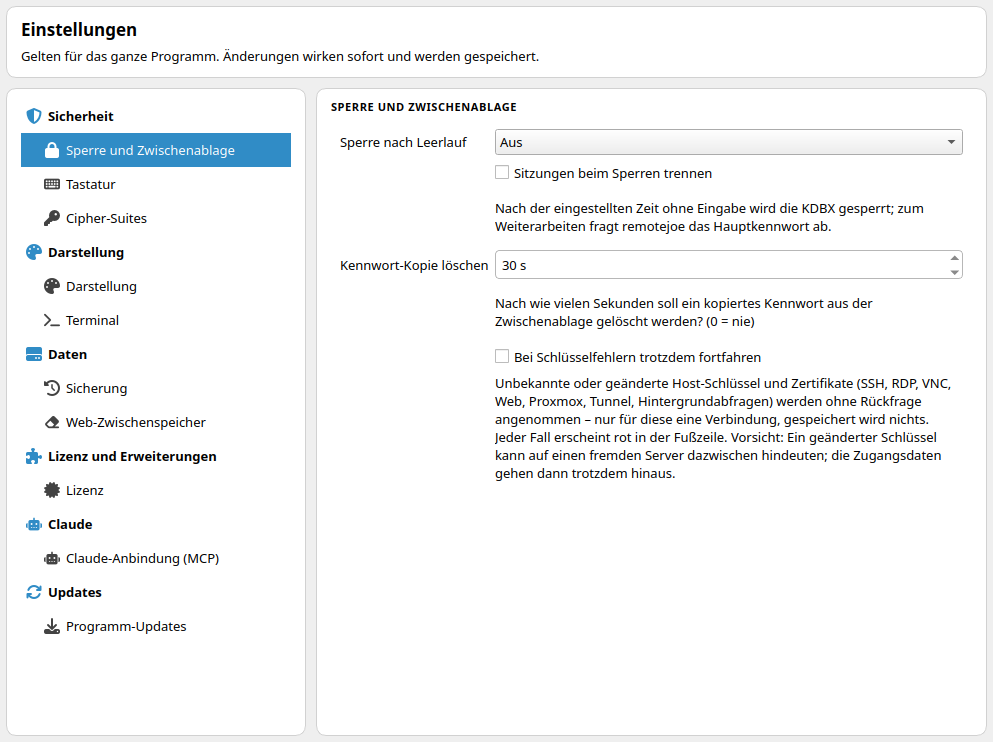 Einstellungen
Gelten für das ganze Programm. Änderungen wirken sofort und werden gespeichert.
Sicherheit
Sperre und Zwischenablage
Tastatur
Cipher-Suites
Darstellung
Darstellung
Terminal
Daten
Sicherung
Web-Zwischenspeicher
Lizenz und Erweiterungen
Lizenz
Claude
Claude-Anbindung (MCP)
Updates
Programm-Updates
SPERRE UND ZWISCHENABLAGE
Sperre nach Leerlauf Aus
Sitzungen beim Sperren trennen
Nach der eingestellten Zeit ohne Eingabe wird die KDBX gesperrt; zum
Weiterarbeiten fragt remotejoe das Hauptkennwort ab.
Kennwort-Kopie löschen 30 s
Nach wie vielen Sekunden soll ein kopiertes Kennwort aus der
Zwischenablage gelöscht werden? (0 = nie)
Bei Schlüsselfehlern trotzdem fortfahren
Unbekannte oder geänderte Host-Schlüssel und Zertifikate (SSH, RDP, VNC,
Web, Proxmox, Tunnel, Hintergrundabfragen) werden ohne Rückfrage
angenommen – nur für diese eine Verbindung, gespeichert wird nichts.
Jeder Fall erscheint rot in der Fußzeile. Vorsicht: Ein geänderter Schlüssel
kann auf einen fremden Server dazwischen hindeuten; die Zugangsdaten
gehen dann trotzdem hinaus.